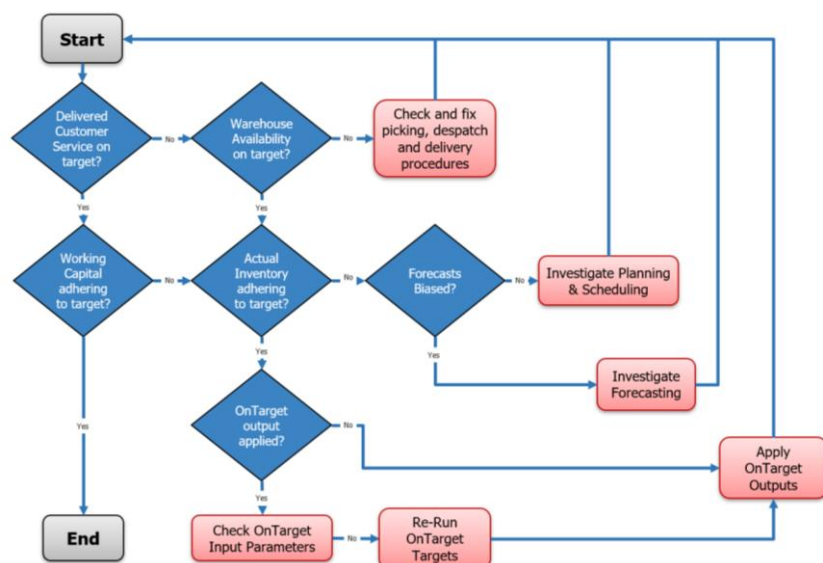 Start
Delivered
Customer
Service on
target?
No
Warehouse
Availability
on target?
No
Check and fix
picking, despatch
and delivery
procedures
Yes
Yes
Working
Capital
adhering
to target?
No
Actual
Inventory
adhering
to target?
No
Forecasts
Biased?
No
Investigate Planning
& Scheduling
Yes
Yes
Investigate
Forecasting
OnTarget
output
applied?
No
Yes
Apply
OnTarget
Outputs
Yes
End
Check OnTarget
Input Parameters
No
Re-Run
OnTarget
Targets